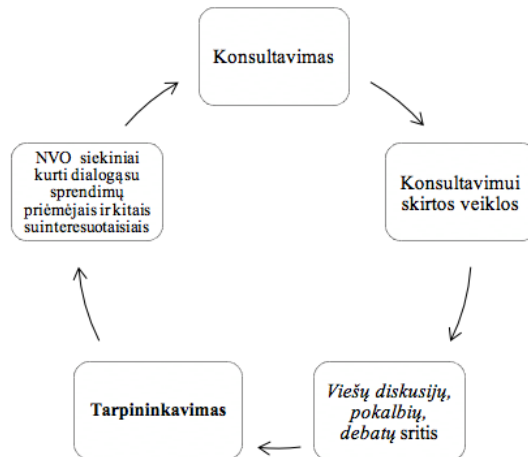 Konsultavimas
Konsultavimui
skirtos veiklos
Viešų diskusijų,
pokalbių,
debatų sritis
Tarpininkavimas
NVO siekiniai
kurti dialogą su
sprendimų
priėmėjais ir kitais
suinteresuotaisiais